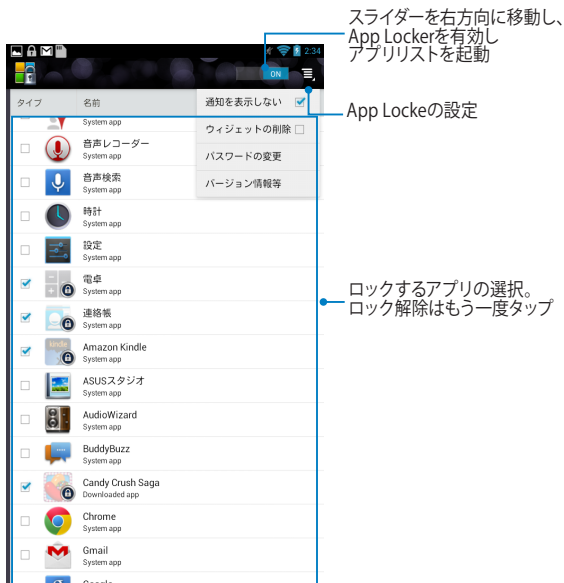 スライダーを右方向に移動し、
App Lockerを有効し
アプリリストを起動
2:34
ON
タイプ
名前
通知を表示しない
App Lockeの設定
System app
ウィジェットの削除
音声レコーダー
System app
パスワードの変更
音声検索
System app
バージョン情報等
時計
System app
設定
System app
電卓
System app
ロックするアプリの選択。
ロック解除はもう一度タップ
連絡帳
System app
kindle
Amazon Kindle
System app
ASUSスタジオ
System app
AudioWizard
System app
BuddyBuzz
System app
Candy Crush Saga
Downloaded app
Chrome
System app
Gmail
System app
Google